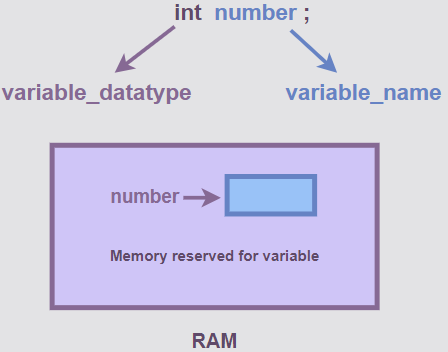 int number ;
variable_datatype variable_name
number
Memory reserved for variable
RAM